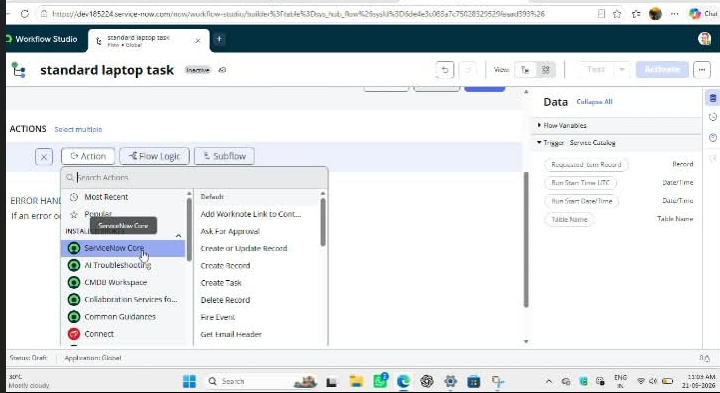 https://dev185224.service-now.com/now/workflow-studio/builder
Chat
Workflow Studio
standard laptop task
Flow • Global
standard laptop task
Inactive
View:
Test
Activate
ACTIONS
Select multiple
Action
Flow Logic
Subflow
Search Actions
Most Recent
Popular
ServiceNow Core
ERROR HAND
If an error oc
ServiceNow Core
AI Troubleshooting
CMDB Workspace
Collaboration Services fo...
Common Guidances
Connect
Default
Add Worknote Link to Cont...
Ask For Approval
Create or Update Record
Create Record
Create Task
Delete Record
Fire Event
Get Email Header
Data
Collapse All
Flow Variables
Trigger - Service Catalog
Requested Item Record
Record
Run Start Time UTC
Date/Time
Run Start Date/Time
Date/Time
Table Name
Table Name
Status: Draft
Application: Global
30°C
Mostly cloudy
Search
ENG
IN
11:03 AM
21-09-2026